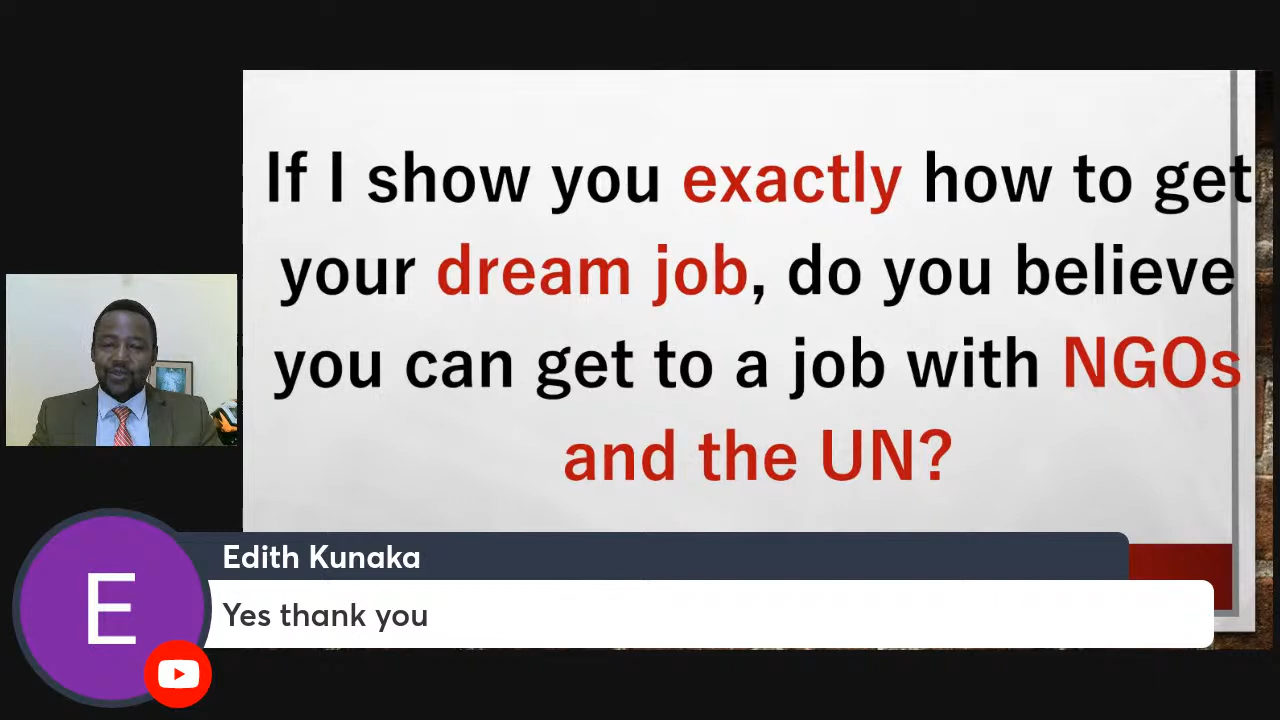 If I show you exactly how to get
your dream job, do you believe
you can get to a job with NGOs
and the UN?
E
Edith Kunaka
Yes thank you